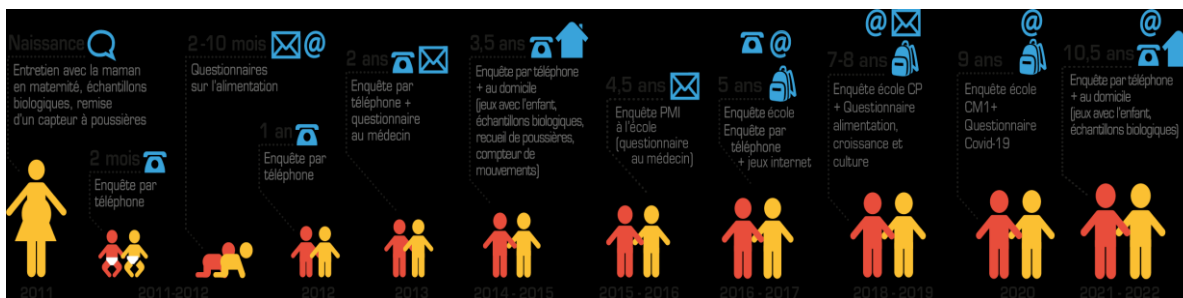 Naissance
Entretien avec la maman
en maternité, échantillons
biologiques, remise
d'un capteur à poussières
2 mois
Enquête par
téléphone
2-10 mois
@
Questionnaires
sur l'alimentation
1 an
Enquête par
téléphone
2 ans
Enquête par
téléphone +
questionnaire
au médecin
3,5 ans
Enquête par téléphone
+ au domicile
(jeux avec l'enfant,
échantillons biologiques,
recueil de poussières,
compteur de
mouvements)
4,5 ans
Enquête PMI
à l'école
(questionnaire
au médecin)
@
5 ans
Enquête école
Enquête par
téléphone
+ jeux internet
@
7-8 ans
Enquête école CP
+ Questionnaire
alimentation,
croissance et
culture
@
9 ans
Enquête école
CM1+
Questionnaire
Covid-19
@
10,5 ans
Enquête par téléphone
+ au domicile
(jeux avec l'enfant,
échantillons biologiques)
2011
2011-2012
2012
2013
2014 - 2015
2015 - 2016
2016 - 2017
2018 - 2019
2020
2021 - 2022